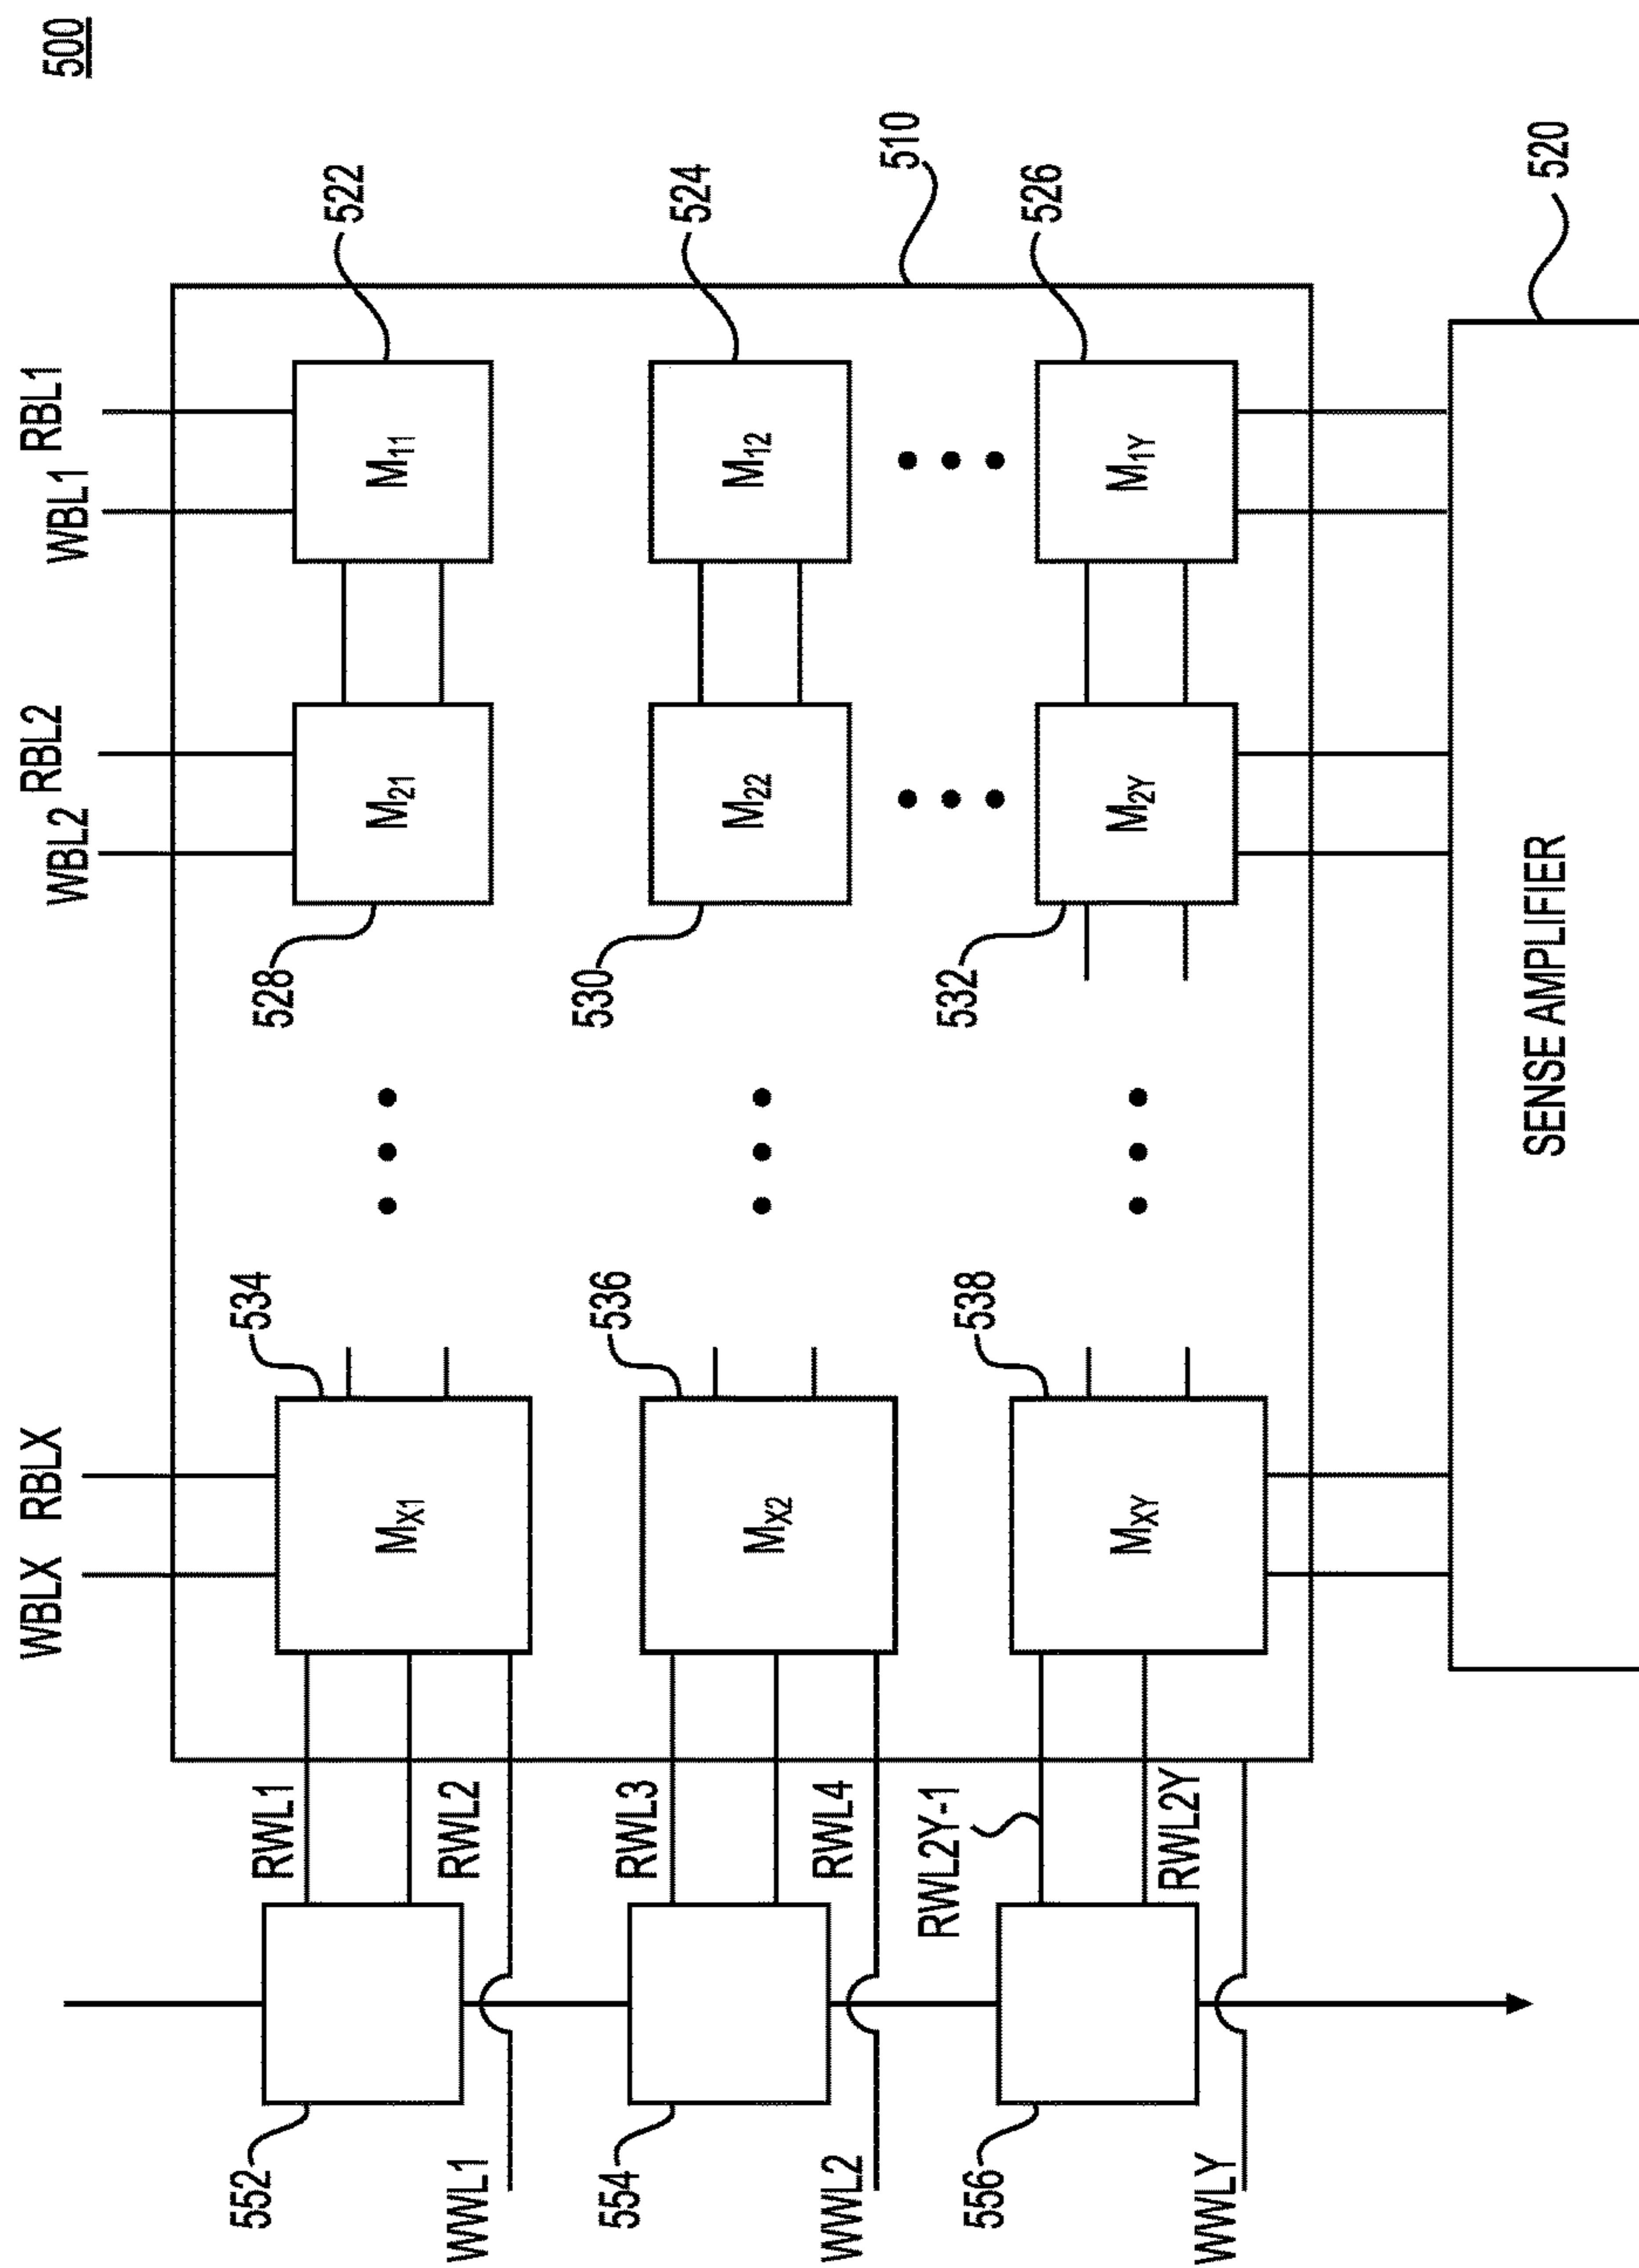 500
WBLX RBLX WBL2 RBL2 WBL1 RBL1
552 RWL1 534 528 522
M11
M21
MX1
RWL2
WWL1
554 RWL3 536 530 524
M12
M22
MX2
RWL4
WWL2
510
556 RWL2Y-1 538 532 526
M1Y
M2Y
MXY
RWL2Y
WWLY
SENSE AMPLIFIER
520